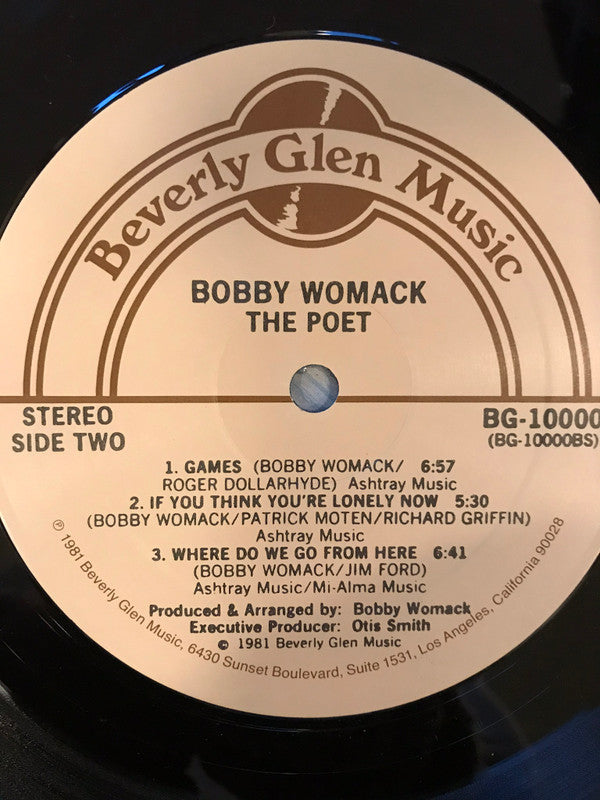 Beverly Glen Music
BOBBY WOMACK
THE POET
STEREO
SIDE TWO
BG-10000
(BG-10000BS)
1. GAMES (BOBBY WOMACK/ 6:57
ROGER DOLLARHYDE) Ashtray Music
2. IF YOU THINK YOU'RE LONELY NOW 5:30
(BOBBY WOMACK/PATRICK MOTEN/RICHARD GRIFFIN)
Ashtray Music
3. WHERE DO WE GO FROM HERE 6:41
(BOBBY WOMACK/JIM FORD)
Ashtray Music/Mi-Alma Music
Produced & Arranged by: Bobby Womack
Executive Producer: Otis Smith
© 1981 Beverly Glen Music
℗ 1981 Beverly Glen Music, 6430 Sunset Boulevard, Suite 1531, Los Angeles, California 90028